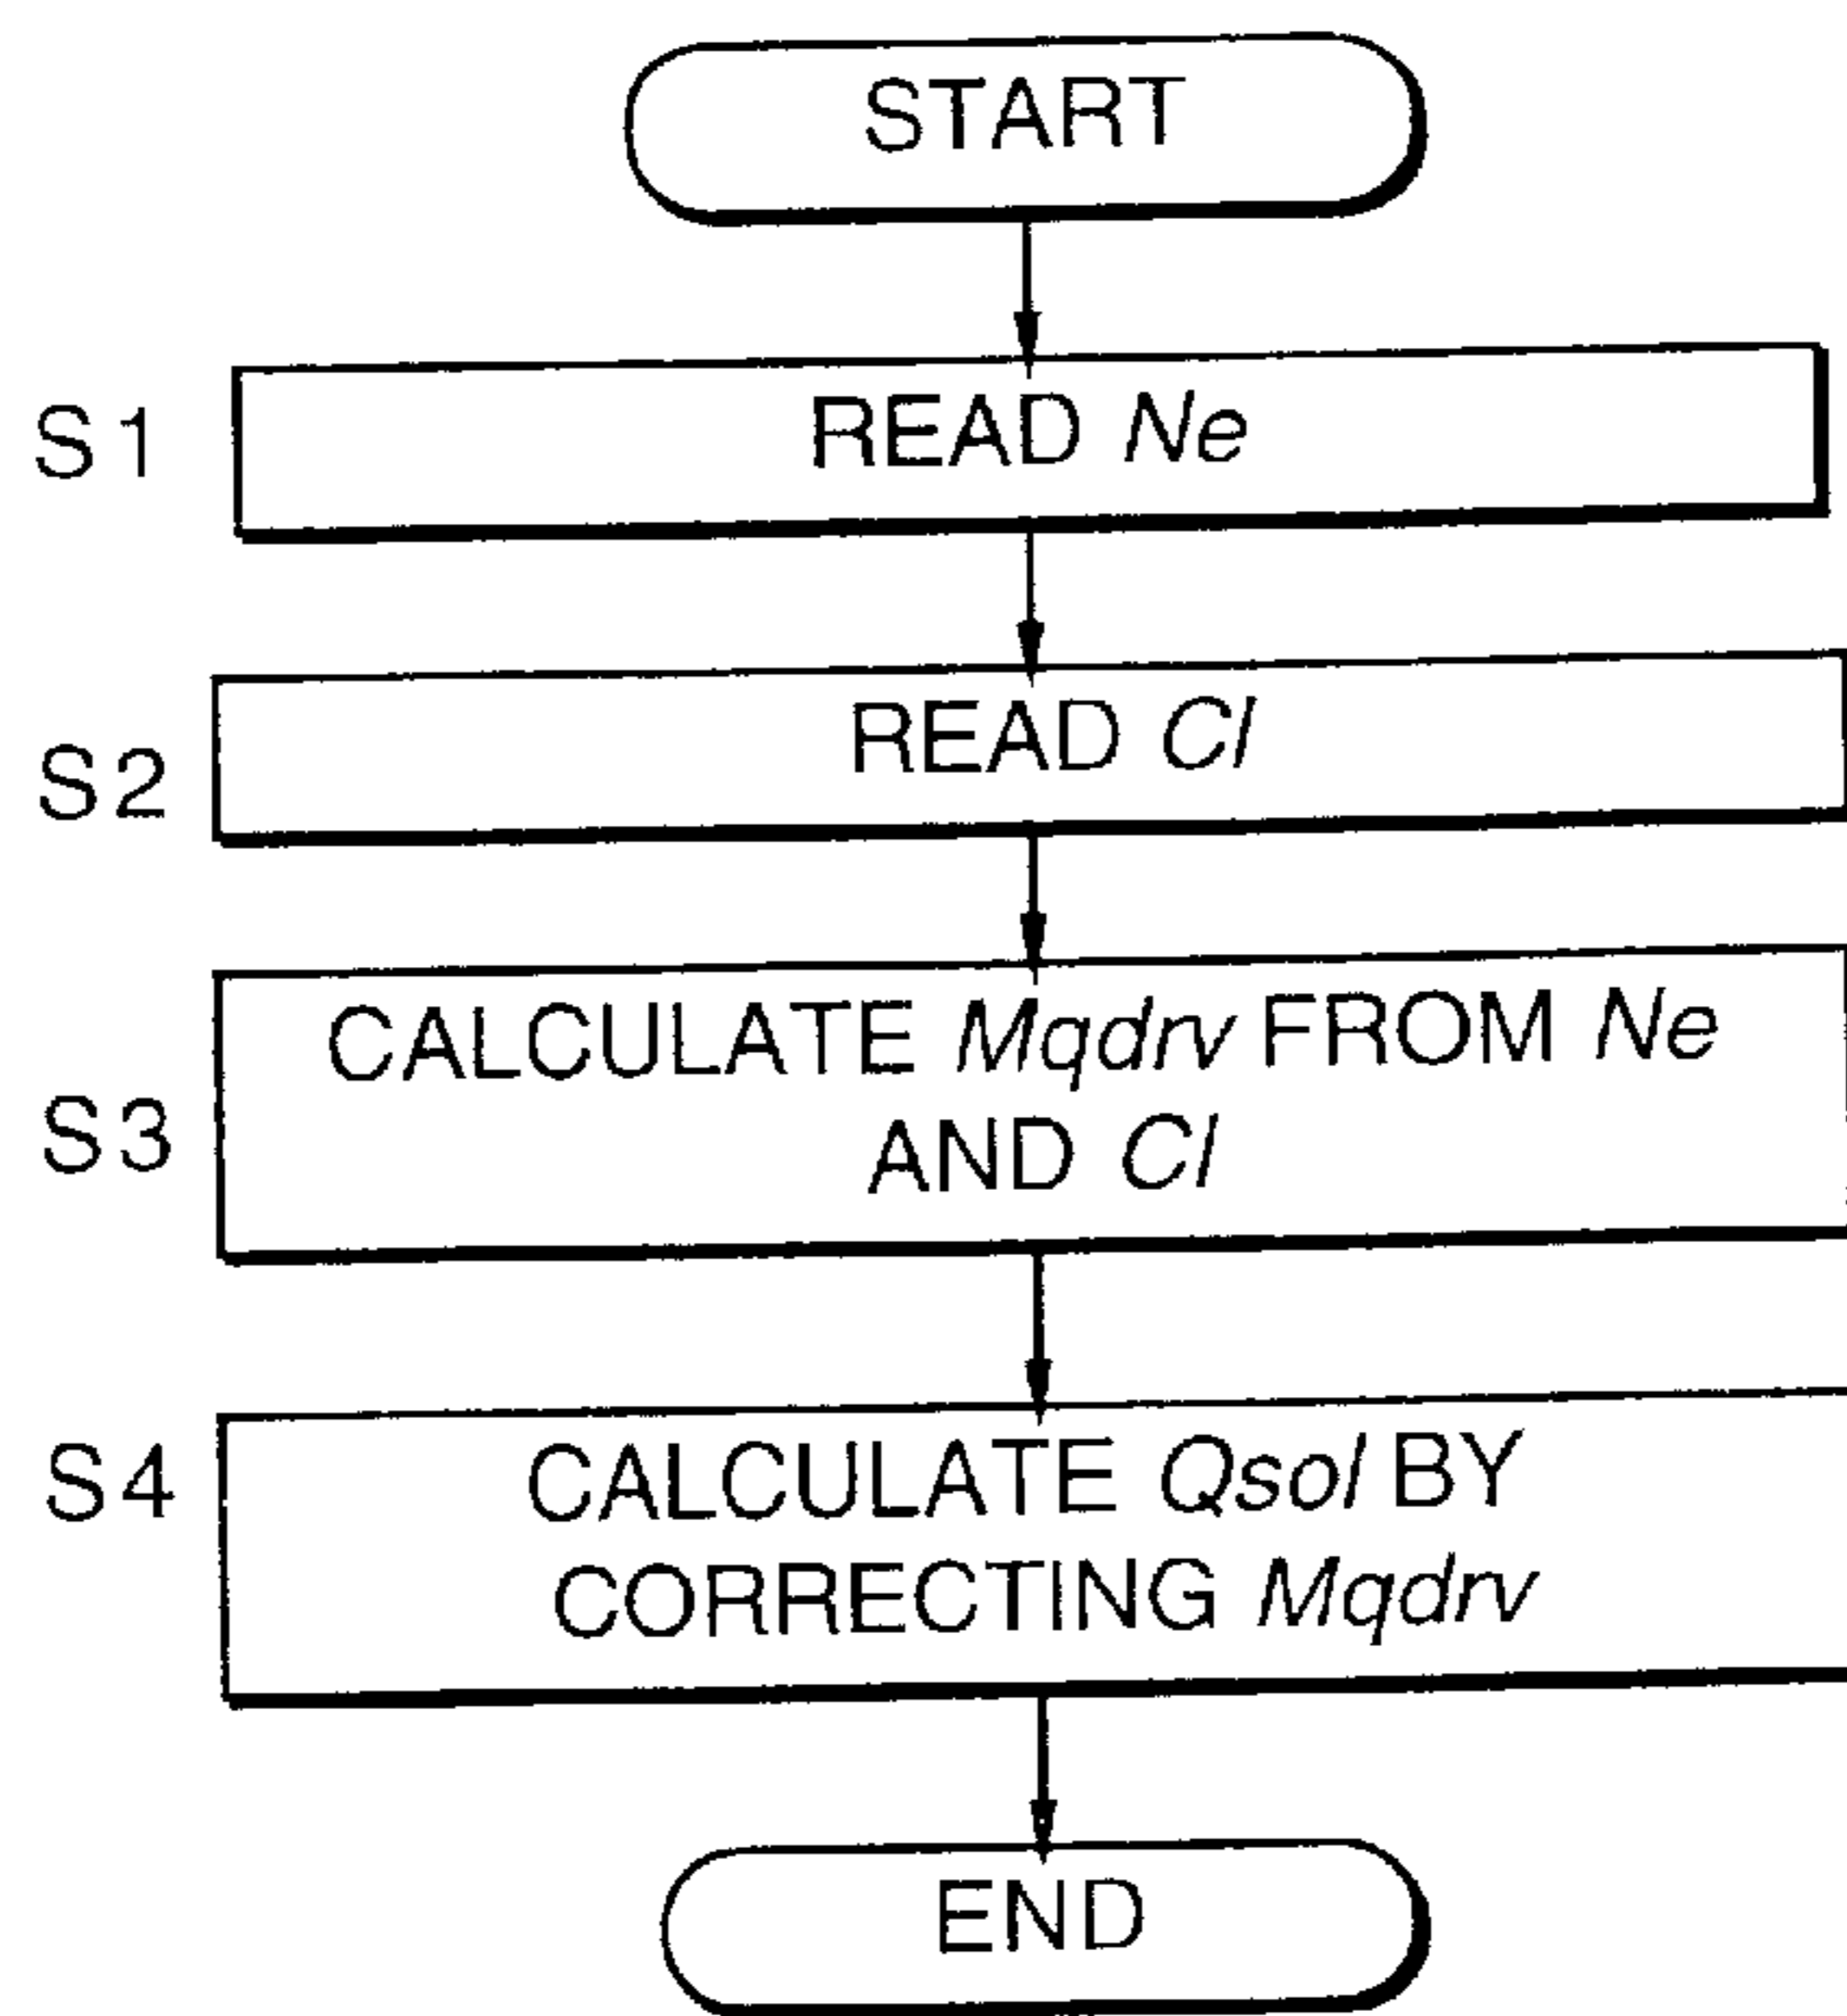 START
S1
READ Ne
S2
READ Cl
S3
CALCULATE Mqdrv FROM Ne
AND Cl
S4
CALCULATE Qsol BY
CORRECTING Mqdrv
END